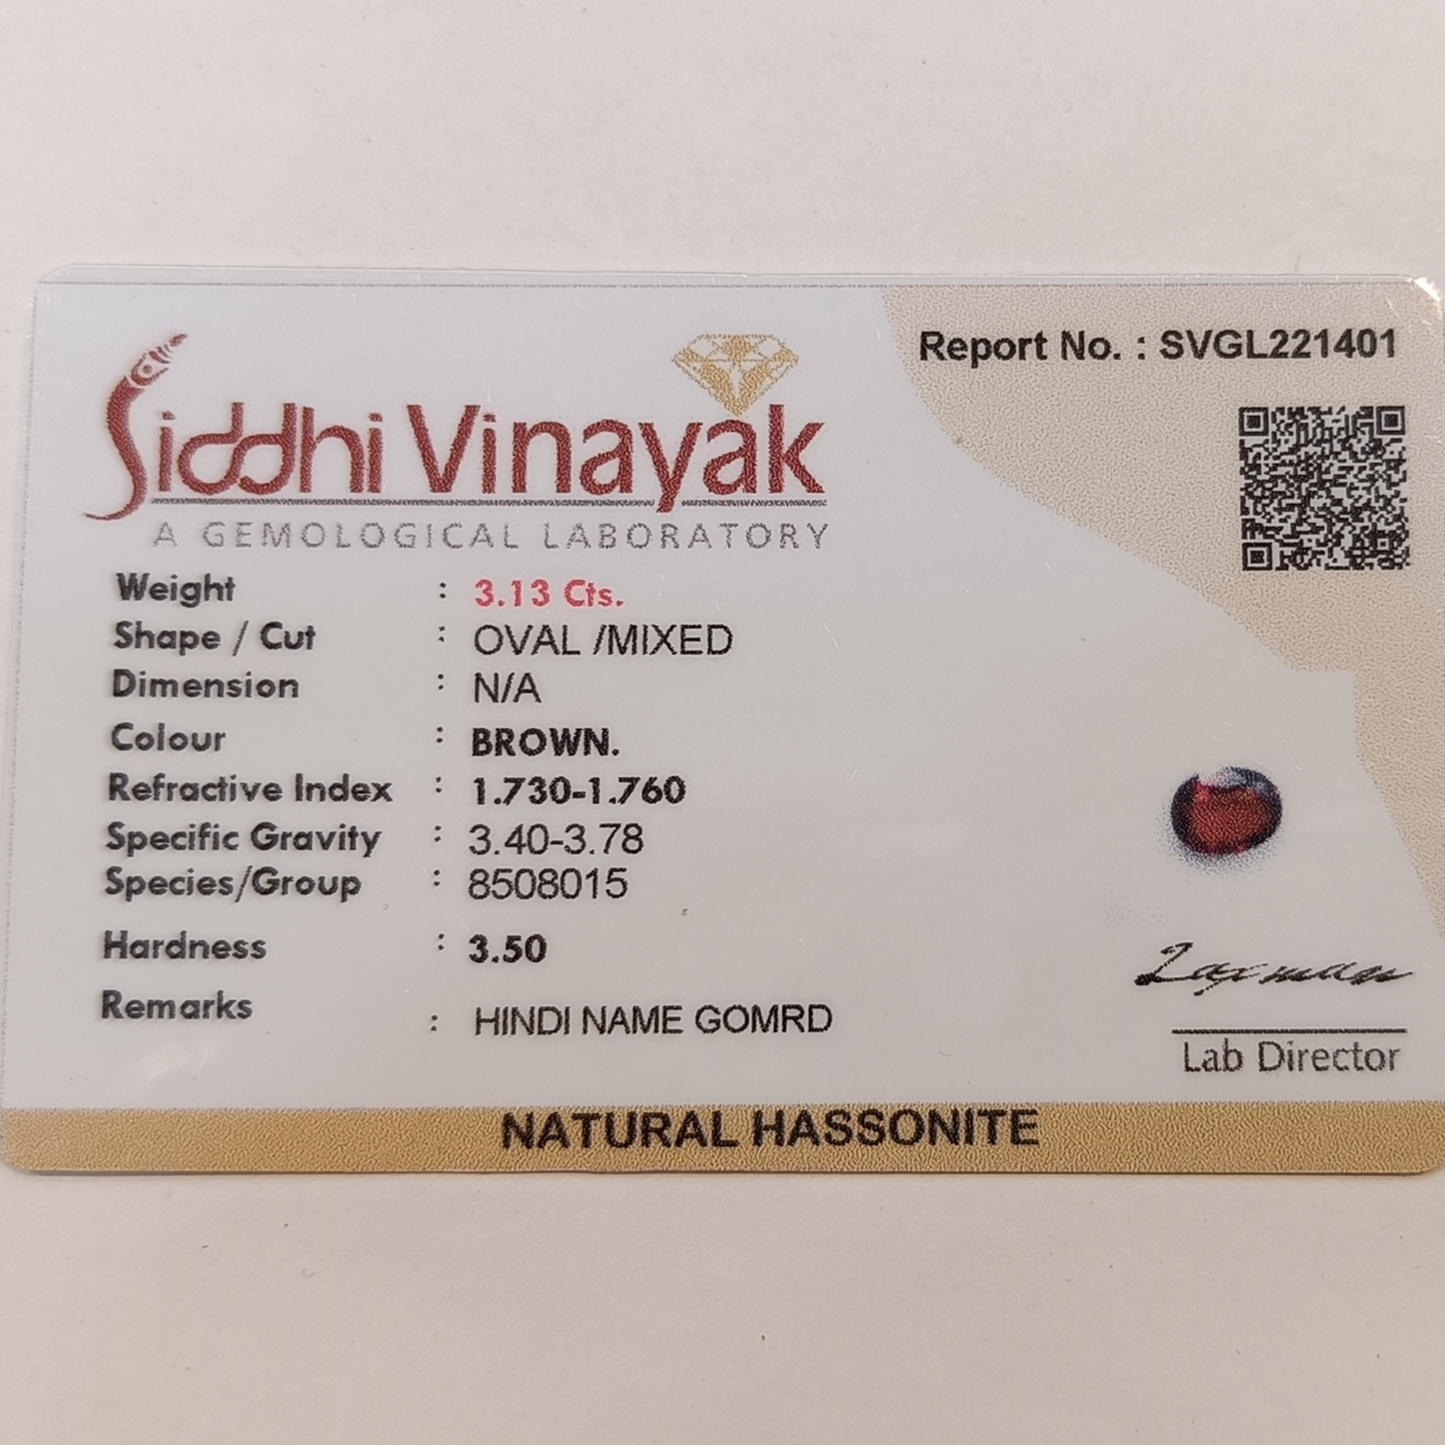 Siddhi Vinayak
A GEMOLOGICAL LABORATORY
Report No. : SVGL221401
Weight : 3.13 Cts.
Shape / Cut : OVAL /MIXED
Dimension : N/A
Colour : BROWN.
Refractive Index : 1.730-1.760
Specific Gravity : 3.40-3.78
Species/Group : 8508015
Hardness : 3.50
Remarks : HINDI NAME GOMRD
Laxman
Lab Director
NATURAL HASSONITE